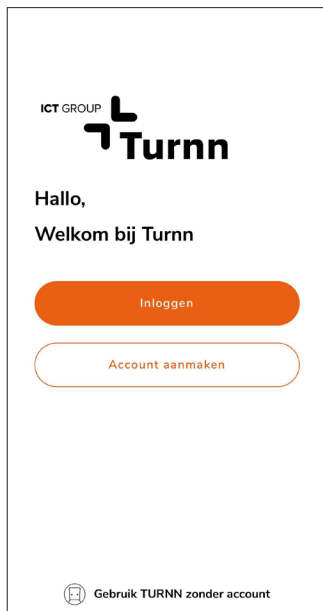 ICT GROUP
Turnn
Hallo,
Welkom bij Turnn
Inloggen
Account aanmaken
Gebruik TURNN zonder account